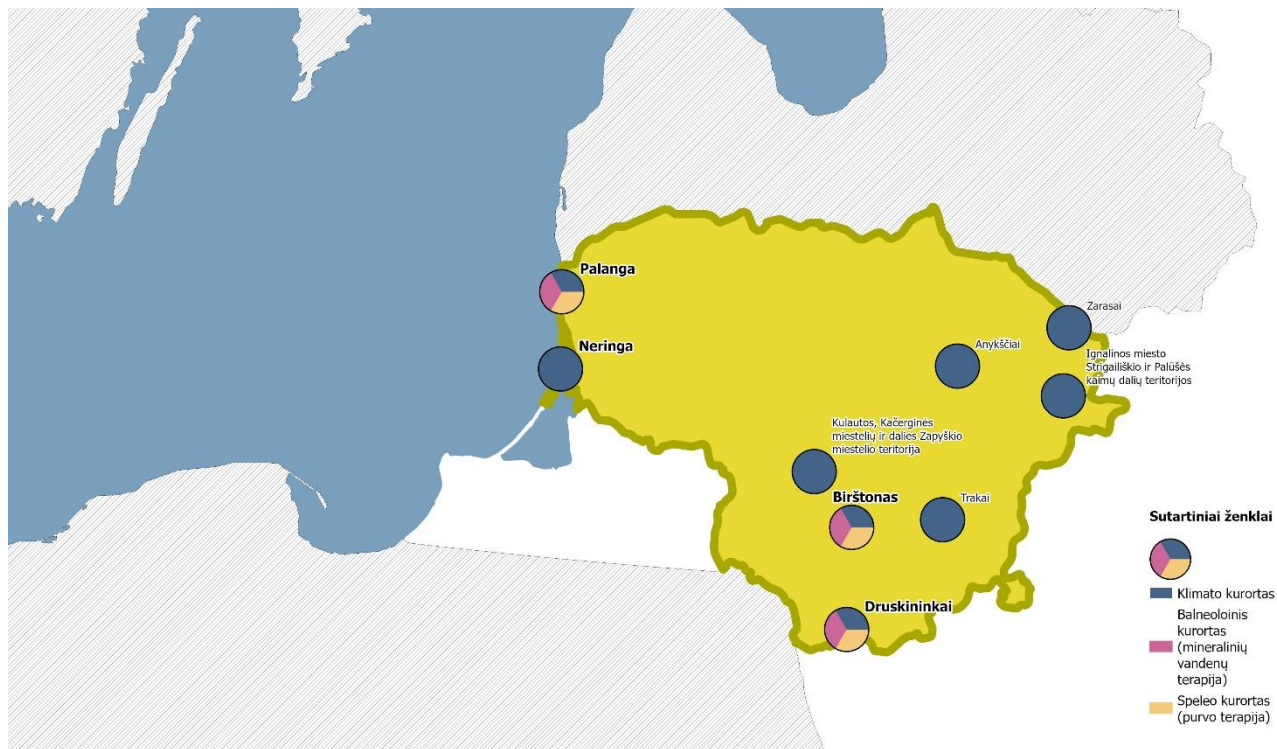 Palanga
Neringa
Zarasai
Anykščiai
Ignalinos miesto
Strigailiškio ir Palūšės
kaimų dalių teritorijos
Kulautos, Kačerginės
miestelių ir dalies Zapyškio
miestelio teritorija
Birštonas
Trakai
Druskininkai
Sutartiniai ženklai
Klimato kurortas
Balneoloinis
kurortas
(mineralinių
vandenų
terapija)
Speleo kurortas
(purvo terapija)